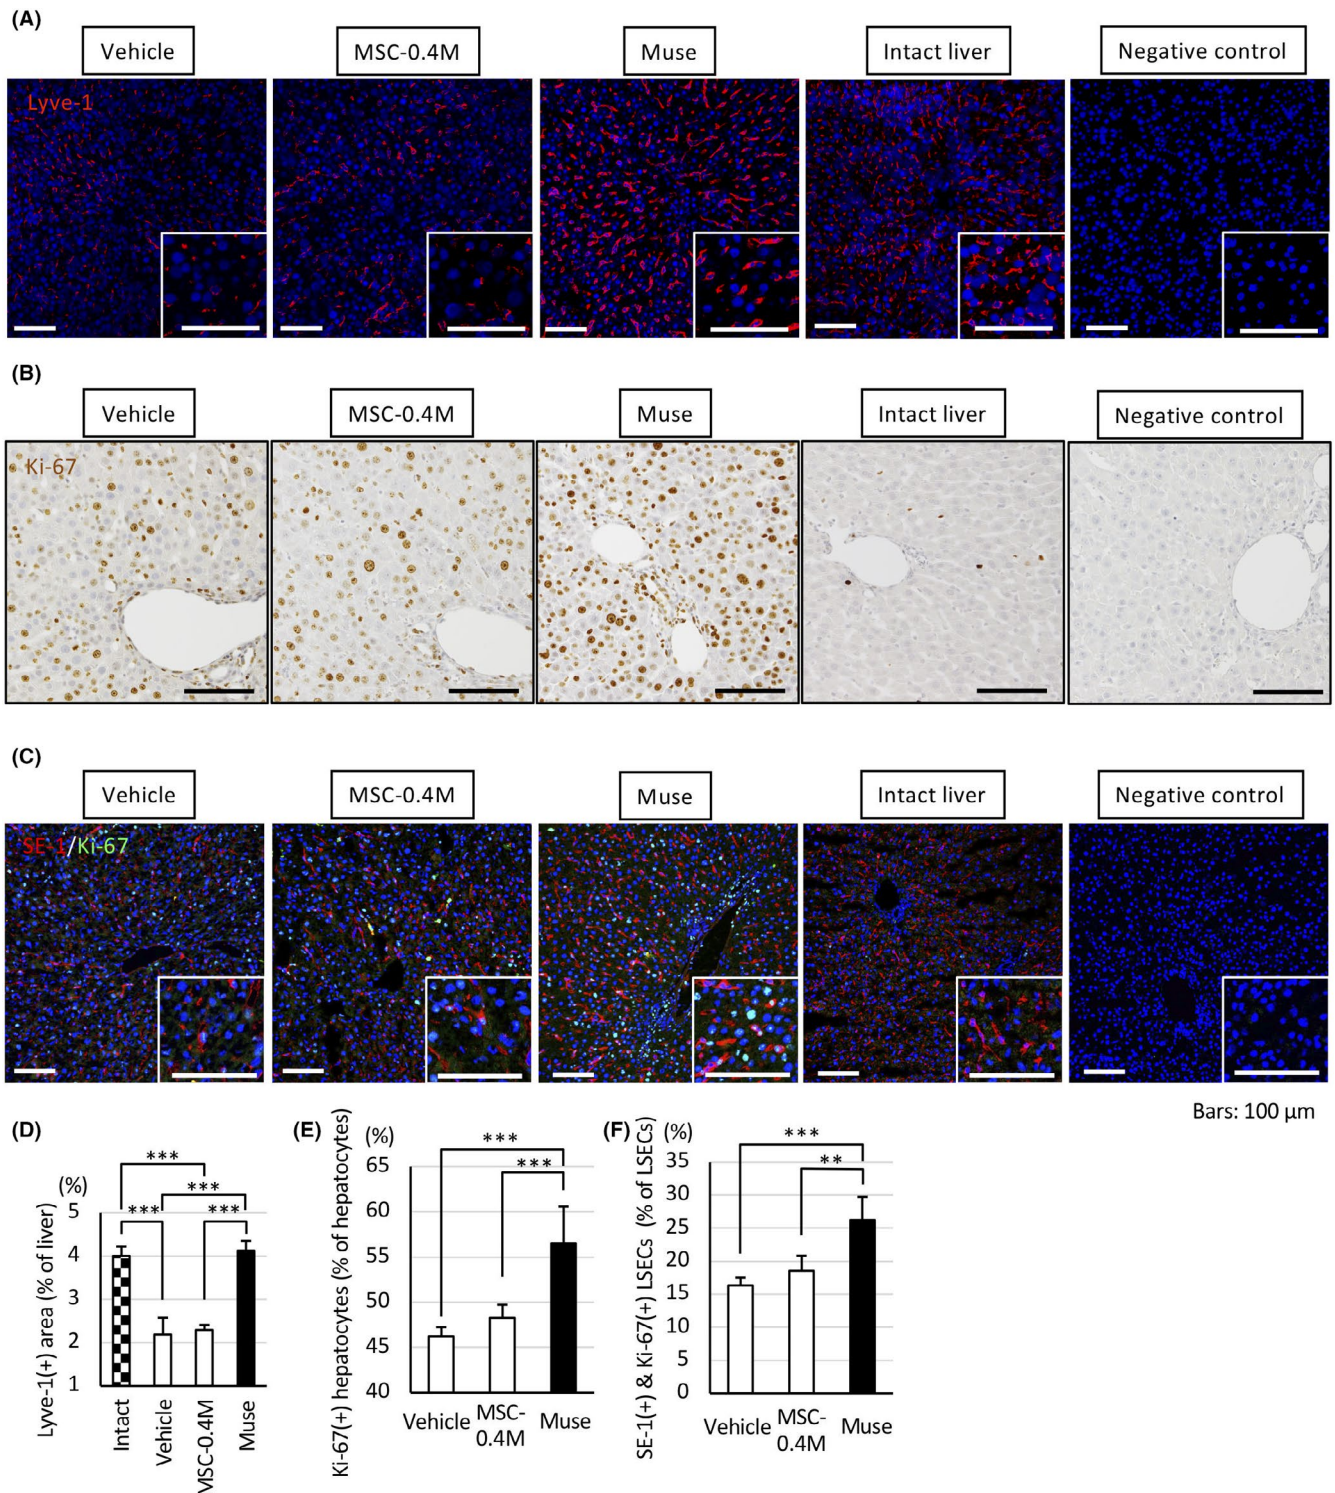 (A)
Vehicle
MSC-0.4M
Muse
Intact liver
Negative control
Lyve-1
(B)
Vehicle
MSC-0.4M
Muse
Intact liver
Negative control
Ki-67
(C)
Vehicle
MSC-0.4M
Muse
Intact liver
Negative control
SE-1/Ki-67
Bars: 100 μm
(D)
(%)
Lyve-1(+) area (% of liver)
5
4
3
2
1
***
***
***
***
Intact
Vehicle
MSC-0.4M
Muse
(E)
(%)
Ki-67(+) hepatocytes (% of hepatocytes)
65
60
55
50
45
40
***
***
Vehicle
MSC-
0.4M
Muse
(F)
(%)
SE-1(+) & Ki-67(+) LSECs (% of LSECs)
35
30
25
20
15
10
5
0
***
**
Vehicle
MSC-
0.4M
Muse